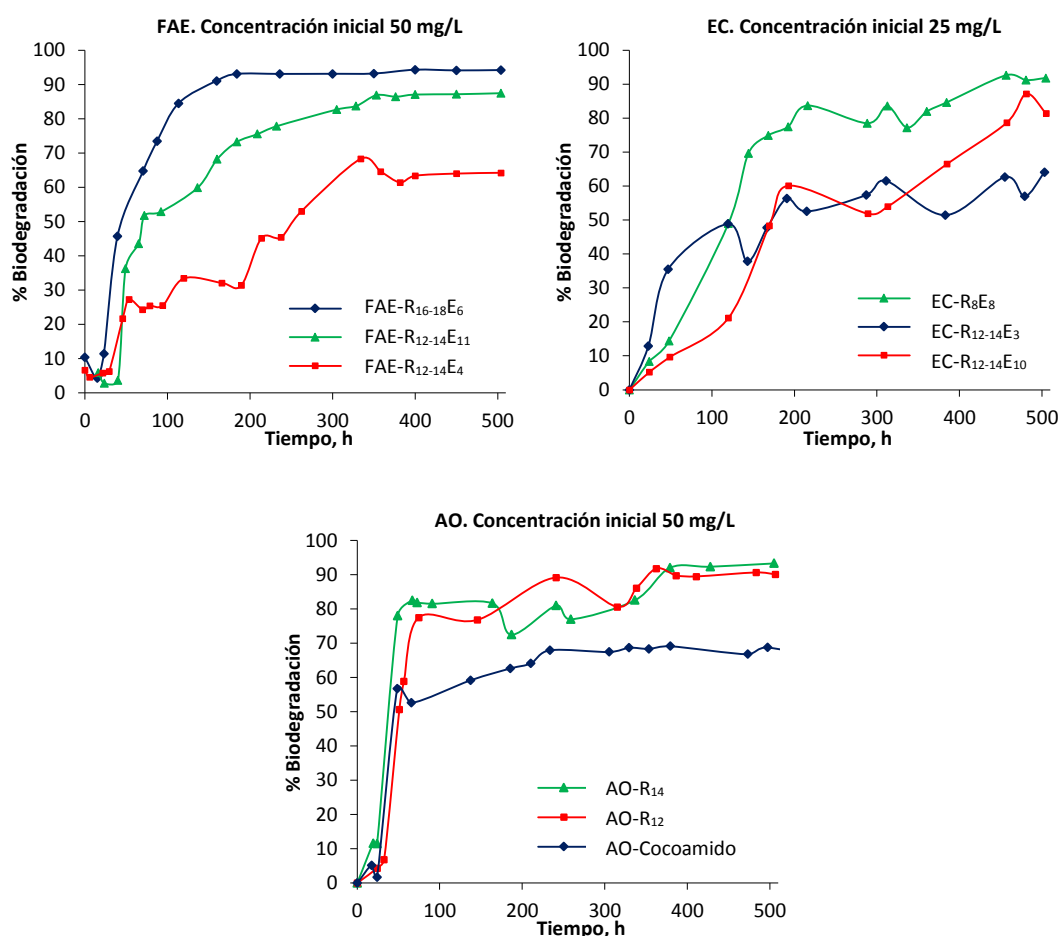 FAE. Concentración inicial 50 mg/L
% Biodegradación
100
90
80
70
60
50
40
30
20
10
0
FAE-R16-18E6
FAE-R12-14E11
FAE-R12-14E4
0 100 200 300 400 500
Tiempo, h
EC. Concentración inicial 25 mg/L
% Biodegradación
100
90
80
70
60
50
40
30
20
10
0
EC-R8E8
EC-R12-14E3
EC-R12-14E10
0 100 200 300 400 500
Tiempo, h
AO. Concentración inicial 50 mg/L
% Biodegradación
100
90
80
70
60
50
40
30
20
10
0
AO-R14
AO-R12
AO-Cocoamido
0 100 200 300 400 500
Tiempo, h